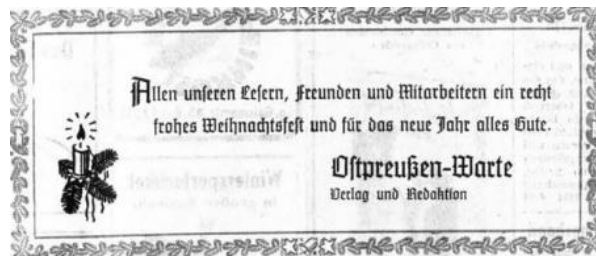 Allen unseren Lesern, Freunden und Mitarbeitern ein recht
frohes Weihnachtsfest und für das neue Jahr alles Gute.
Ostpreußen-Warte
Verlag und Redaktion